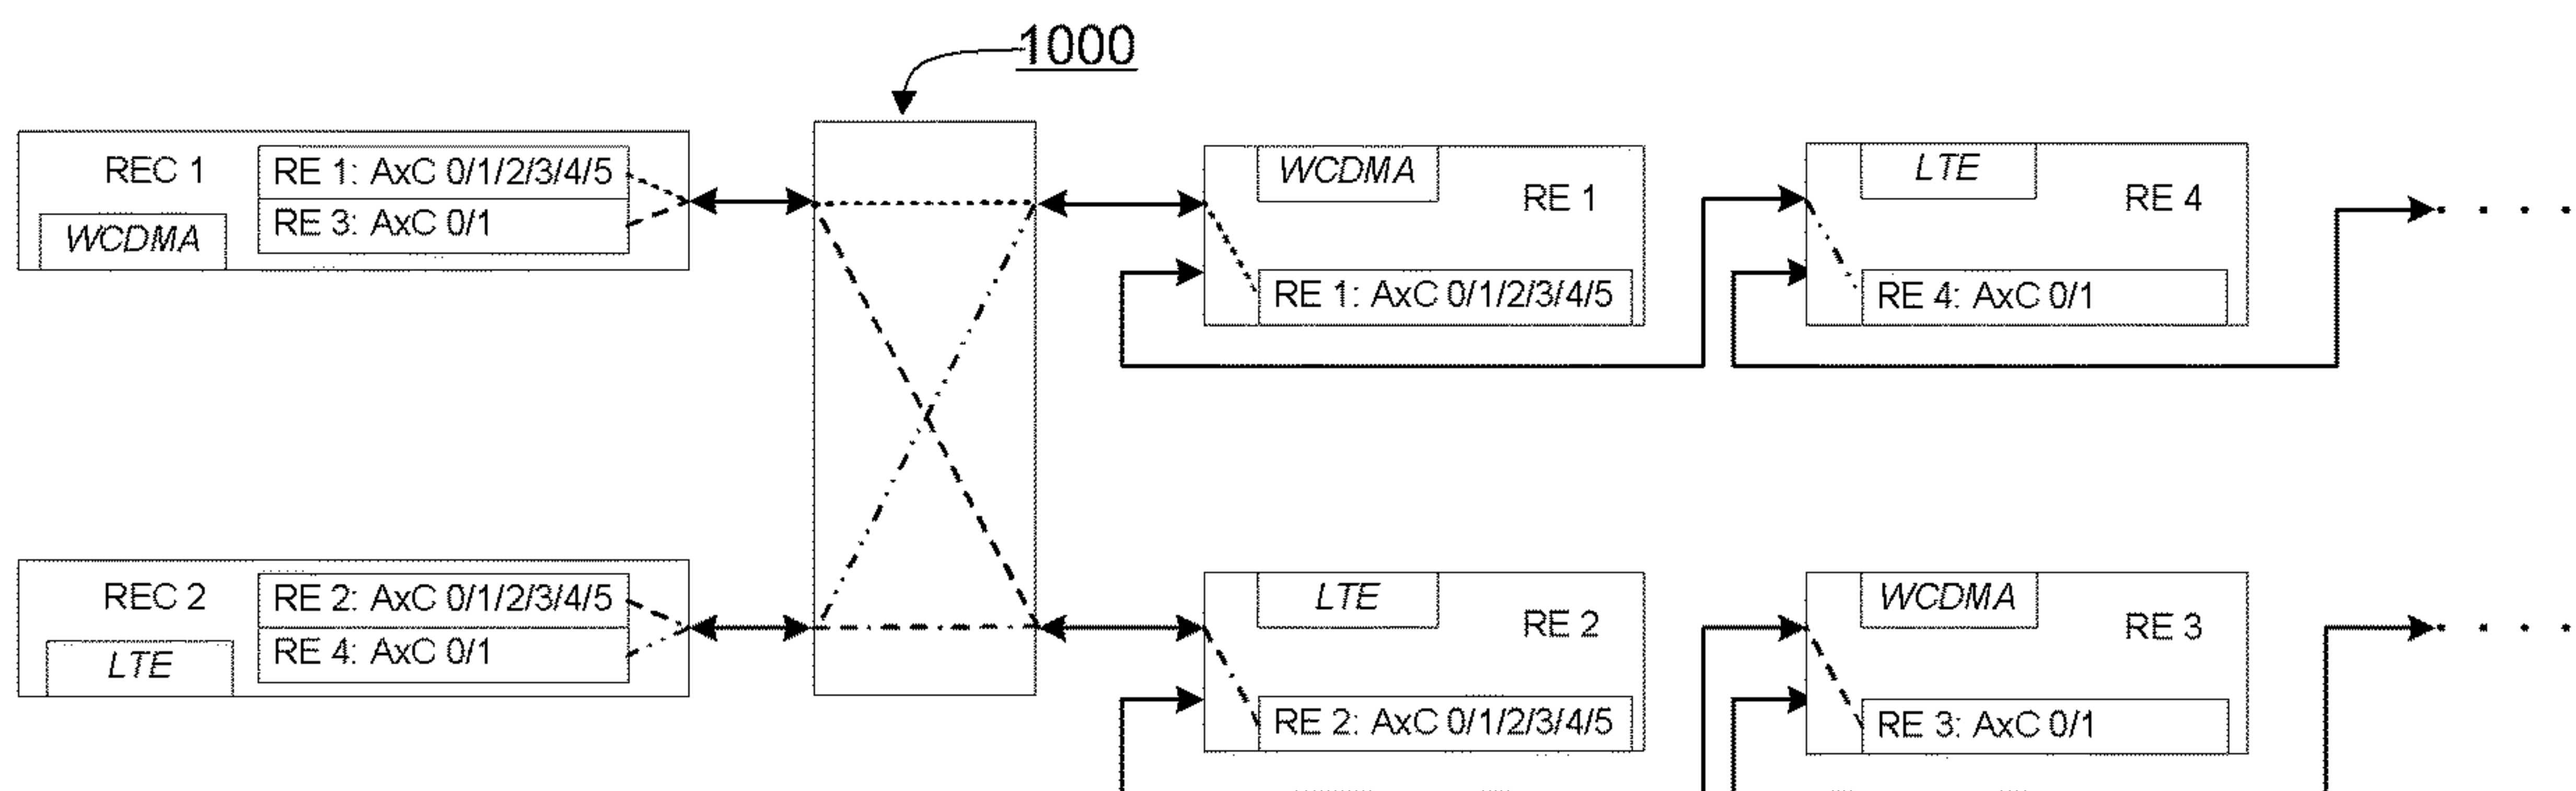 1000
REC 1
RE 1: AxC 0/1/2/3/4/5
RE 3: AxC 0/1
WCDMA
WCDMA
RE 1
RE 1: AxC 0/1/2/3/4/5
LTE
RE 4
RE 4: AxC 0/1
REC 2
RE 2: AxC 0/1/2/3/4/5
RE 4: AxC 0/1
LTE
LTE
RE 2
RE 2: AxC 0/1/2/3/4/5
WCDMA
RE 3
RE 3: AxC 0/1